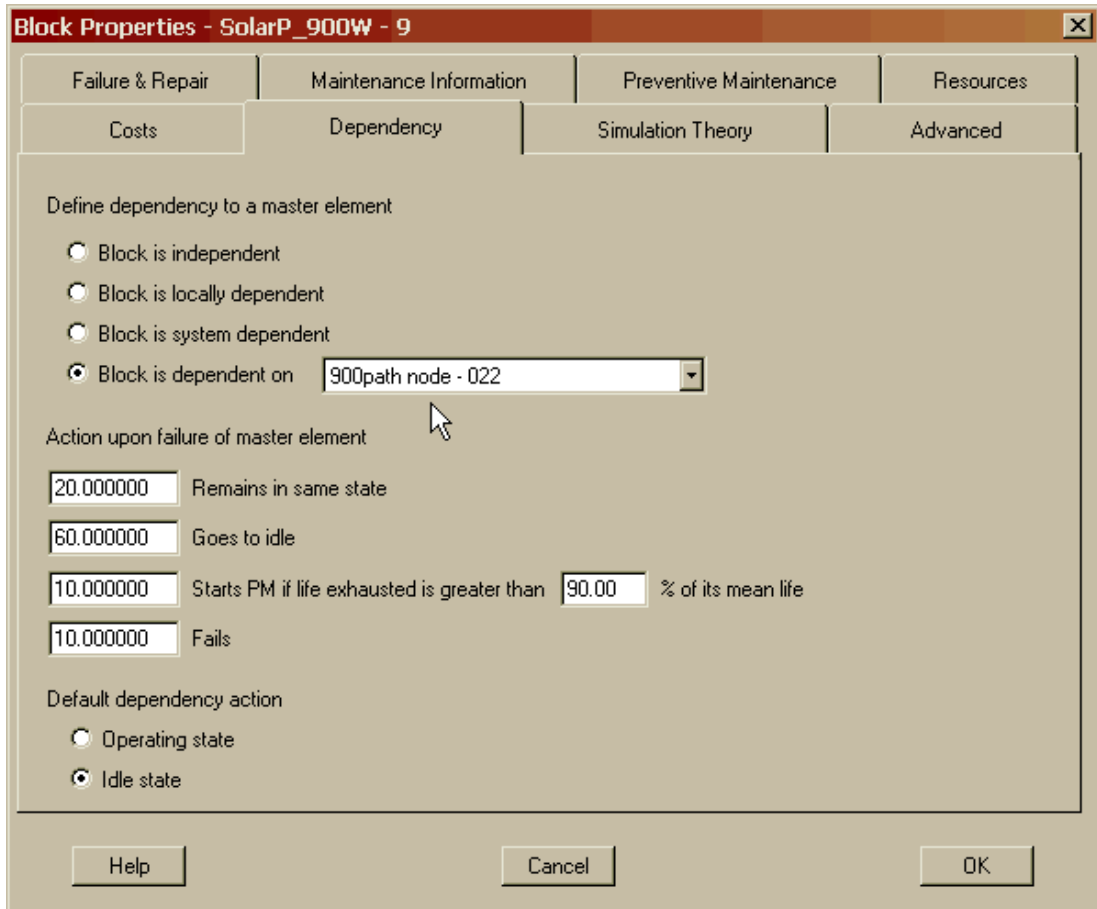 Block Properties - SolarP_900W - 9
Failure & Repair Maintenance Information Preventive Maintenance Resources
Costs Dependency Simulation Theory Advanced
Define dependency to a master element
Block is independent
Block is locally dependent
Block is system dependent
Block is dependent on 900path node - 022
Action upon failure of master element
20.000000 Remains in same state
60.000000 Goes to idle
10.000000 Starts PM if life exhausted is greater than 90.00 % of its mean life
10.000000 Fails
Default dependency action
Operating state
Idle state
Help Cancel OK